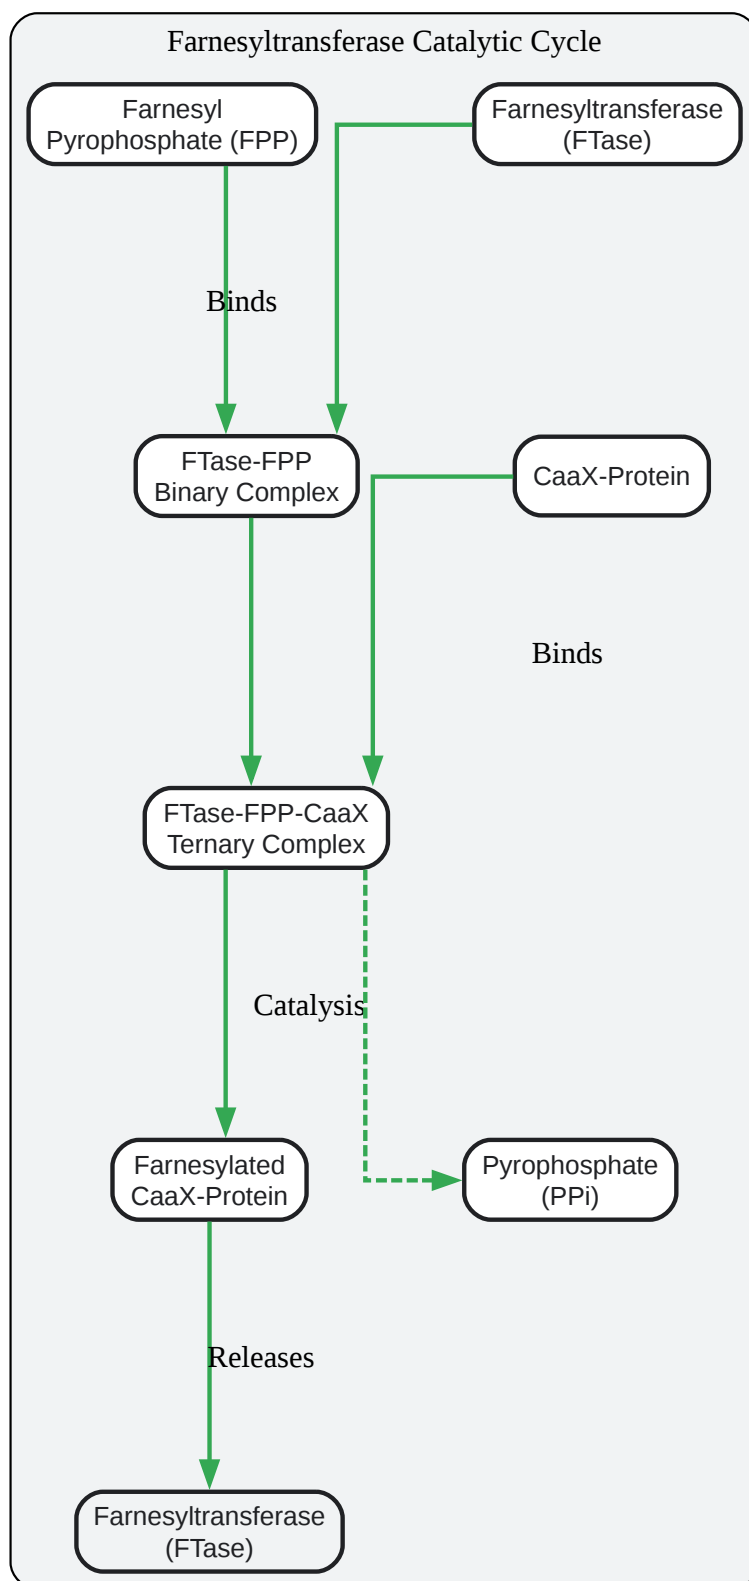 Farnesyltransferase Catalytic Cycle
Farnesyl
Pyrophosphate (FPP)
Farnesyltransferase
(FTase)
Binds
FTase-FPP
Binary Complex
CaaX-Protein
Binds
FTase-FPP-CaaX
Ternary Complex
Catalysis
Farnesylated
CaaX-Protein
Pyrophosphate
(PPi)
Releases
Farnesyltransferase
(FTase)